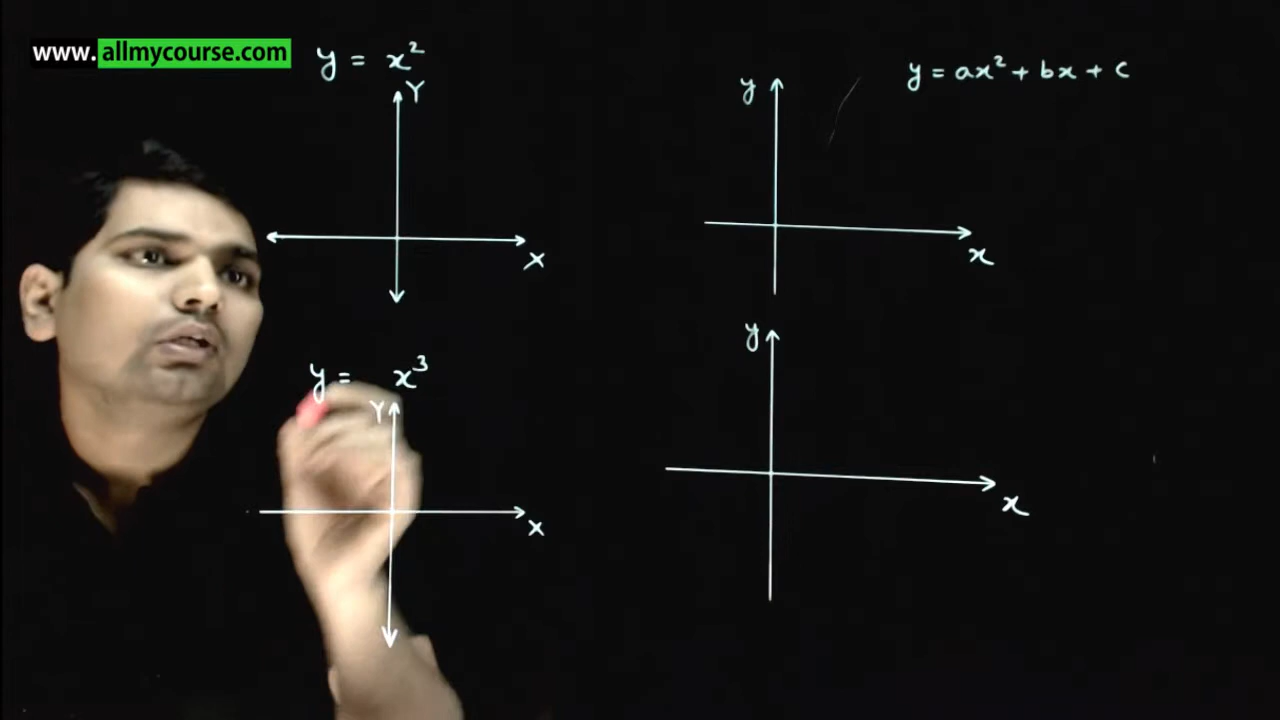 www.allmycourse.com
y = x²
Y
X
y = x³
Y
X
y = ax² + bx + c
y
x
y
x